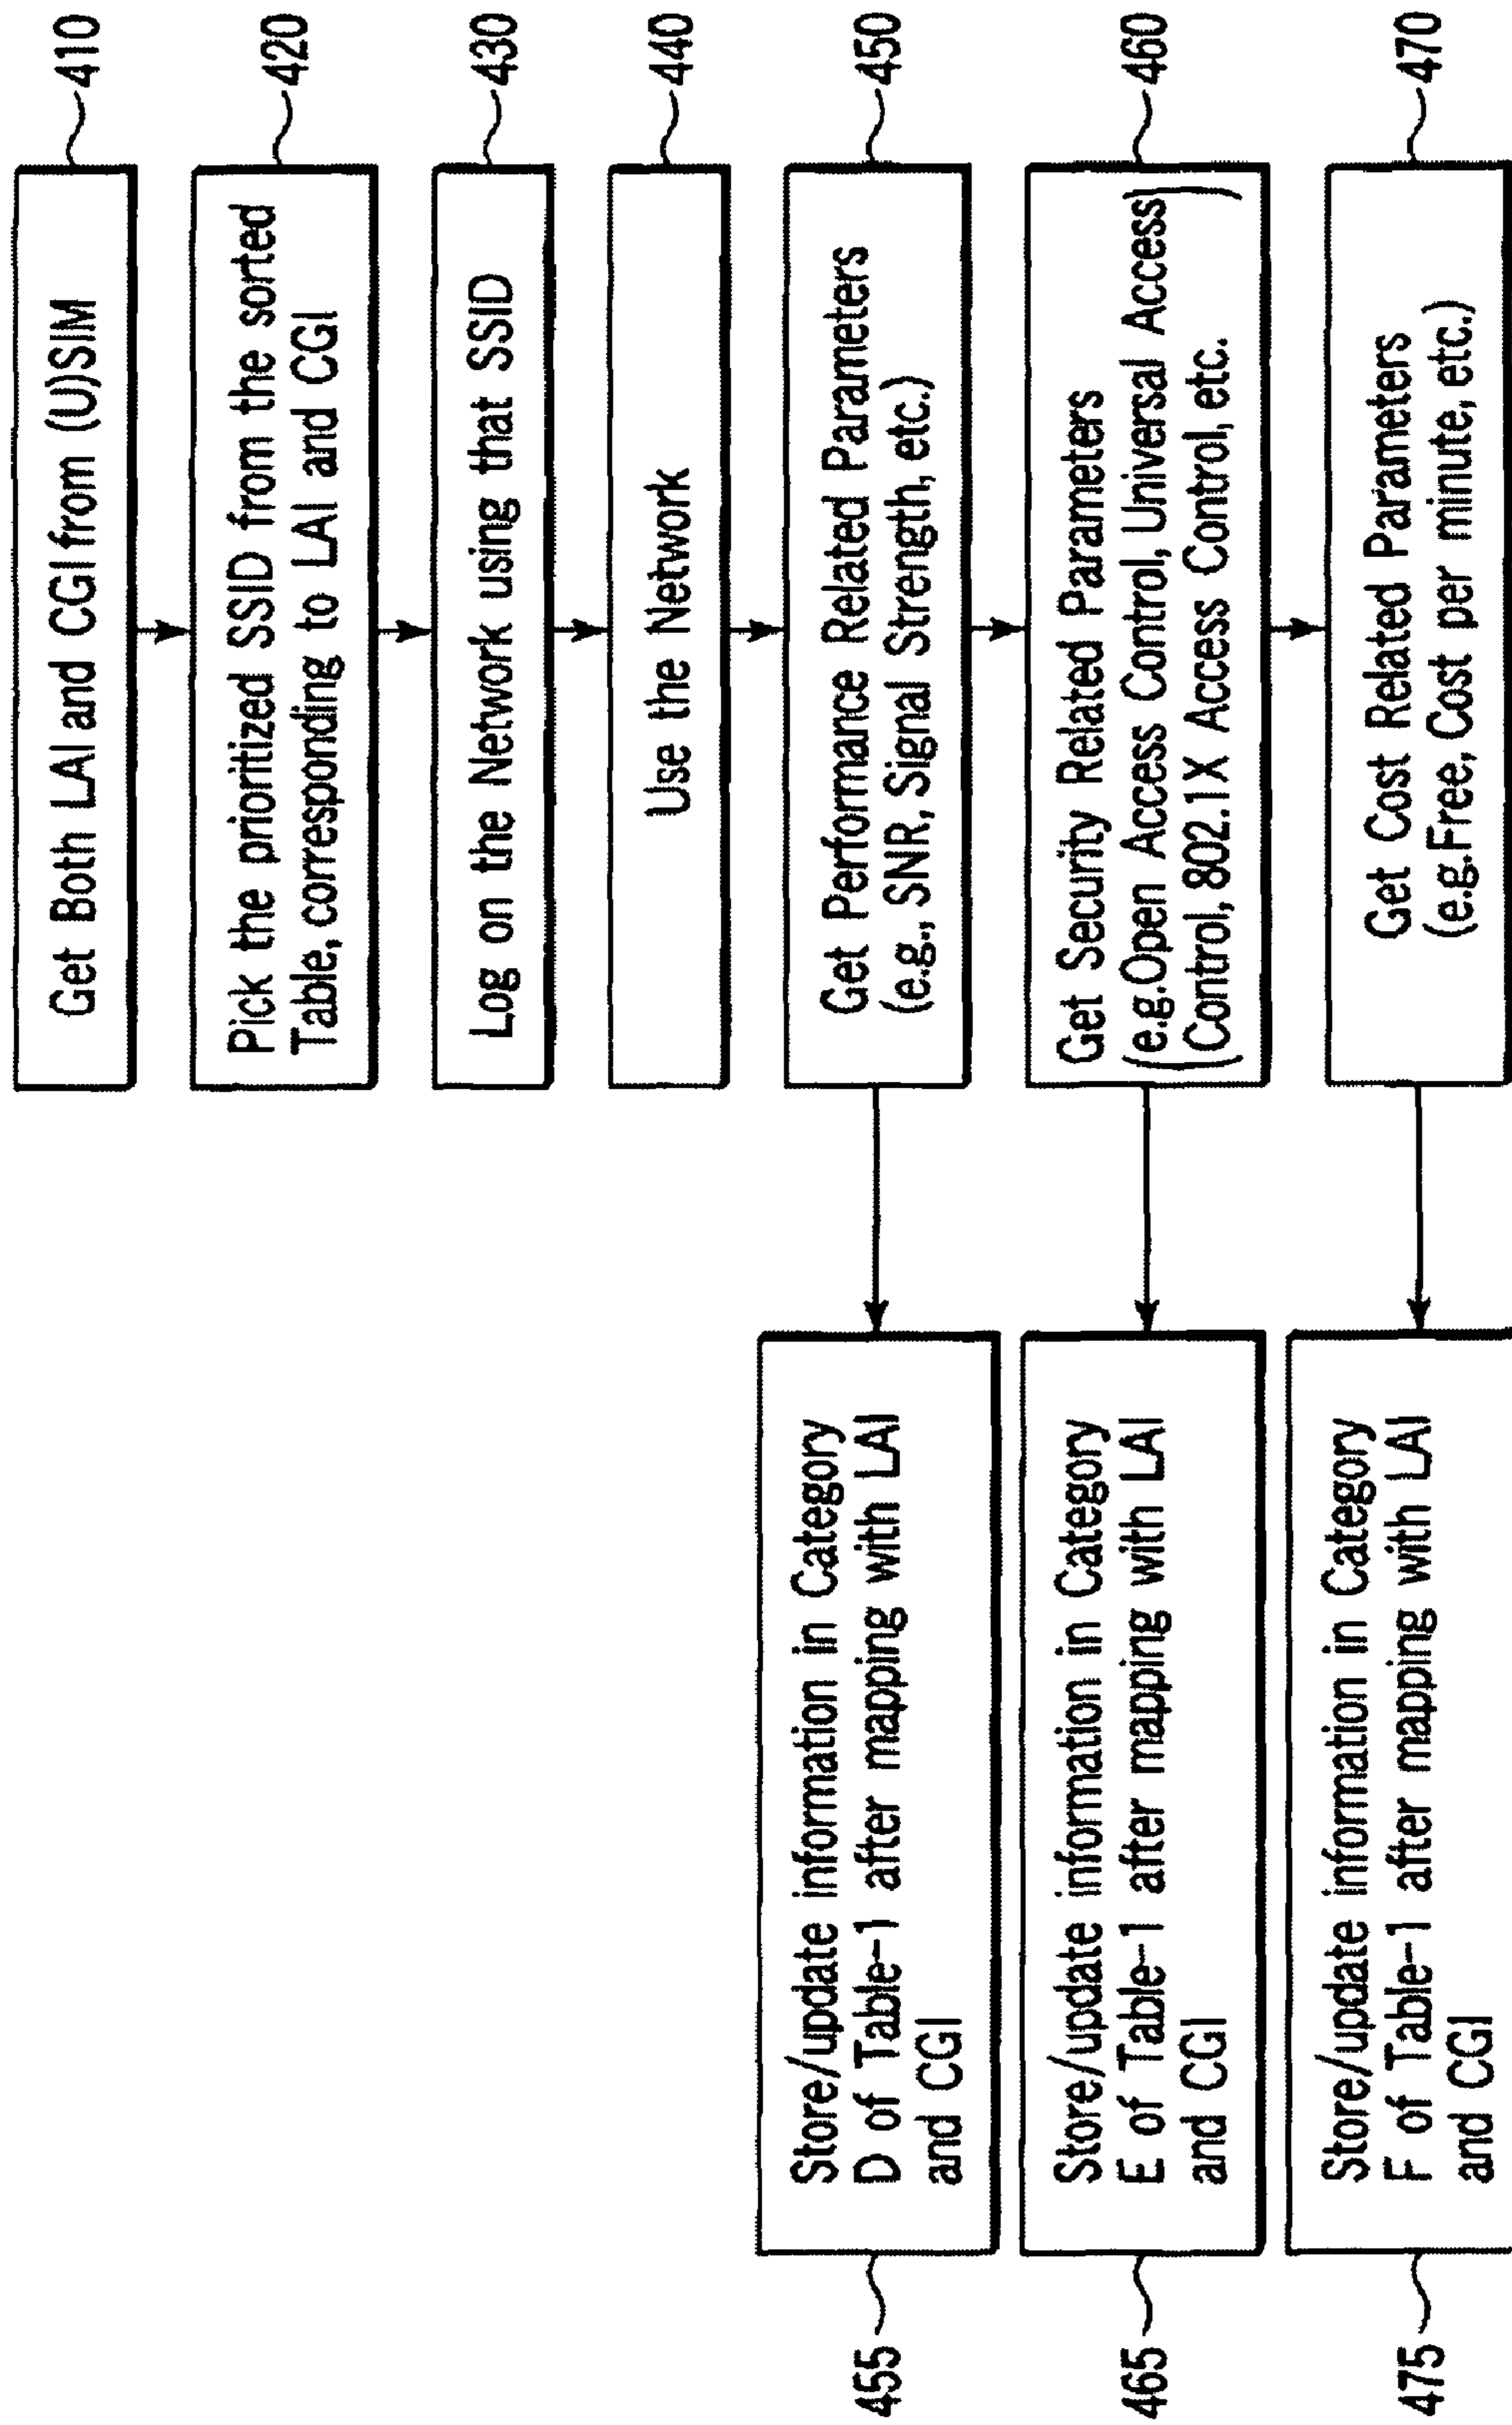 Get Both LAI and CGI from (U)SIM
410
Pick the prioritized SSID from the sorted
Table, corresponding to LAI and CGI
420
Log on the Network using that SSID
430
Use the Network
440
Get Performance Related Parameters
(e.g., SNR, Signal Strength, etc.)
450
Store/update information in Category
D of Table-1 after mapping with LAI
and CGI
455
Get Security Related Parameters
(e.g.Open Access Control, Universal Access)
(Control, 802.1X Access Control, etc. )
460
Store/update information in Category
E of Table-1 after mapping with LAI
and CGI
465
Get Cost Related Parameters
(e.g.Free, Cost per minute, etc.)
470
Store/update information in Category
F of Table-1 after mapping with LAI
and CGI
475